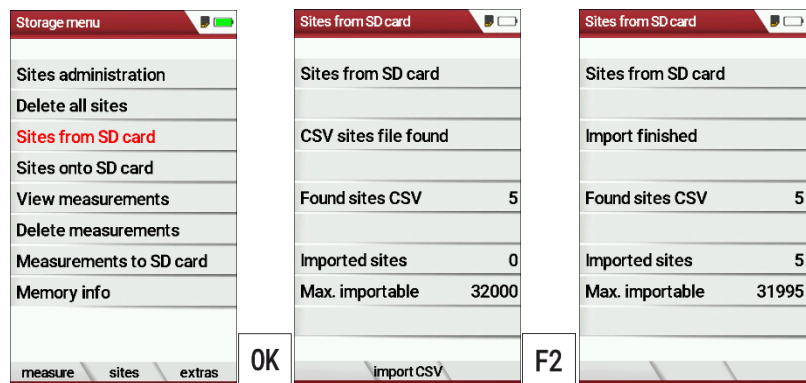 Storage menu
Sites administration
Delete all sites
Sites from SD card
Sites onto SD card
View measurements
Delete measurements
Measurements to SD card
Memory info
measure sites extras
OK
Sites from SD card
Sites from SD card
CSV sites file found
Found sites CSV 5
Imported sites 0
Max. importable 32000
import CSV
F2
Sites from SD card
Sites from SD card
Import finished
Found sites CSV 5
Imported sites 5
Max. importable 31995